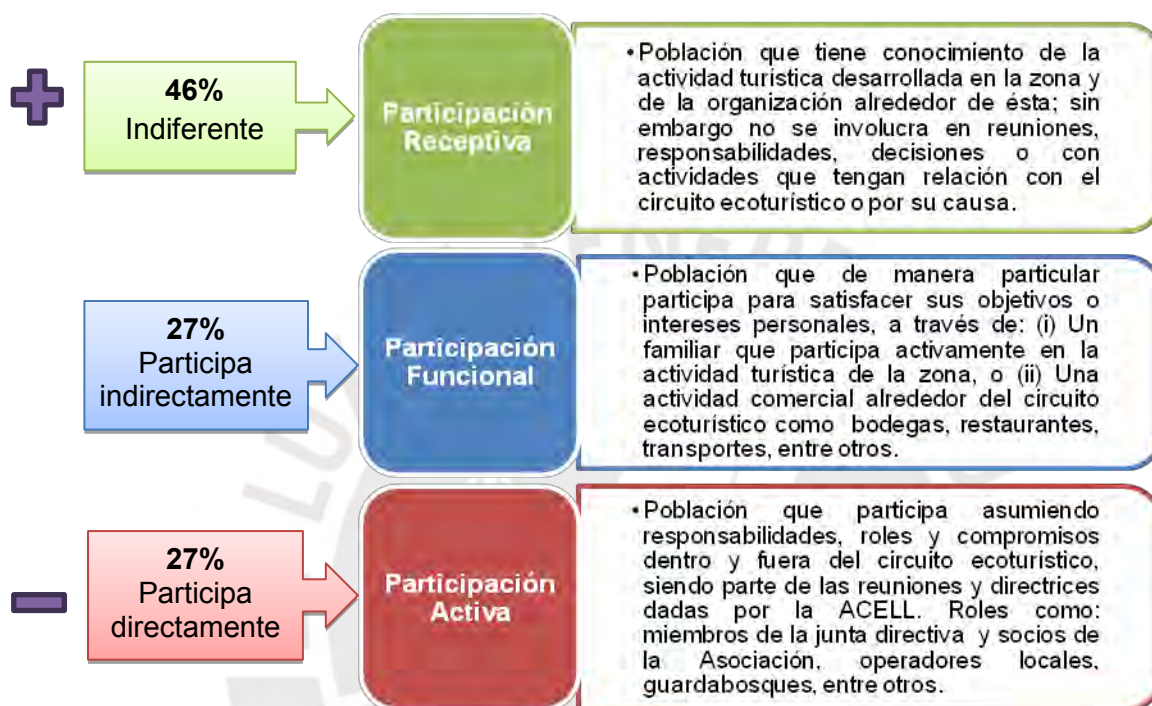 46%
Indiferente
Participación
Receptiva
•Población que tiene conocimiento de la
actividad turística desarrollada en la zona y
de la organización alrededor de ésta; sin
embargo no se involucra en reuniones,
responsabilidades, decisiones o con
actividades que tengan relación con el
circuito ecoturístico o por su causa.
27%
Participa
indirectamente
Participación
Funcional
•Población que de manera particular
participa para satisfacer sus objetivos o
intereses personales, a través de: (i) Un
familiar que participa activamente en la
actividad turística de la zona, o (ii) Una
actividad comercial alrededor del circuito
ecoturístico como bodegas, restaurantes,
transportes, entre otros.
27%
Participa
directamente
Participación
Activa
•Población que participa asumiendo
responsabilidades, roles y compromisos
dentro y fuera del circuito ecoturístico,
siendo parte de las reuniones y directrices
dadas por la ACELL. Roles como:
miembros de la junta directiva y socios de
la Asociación, operadores locales,
guardabosques, entre otros.